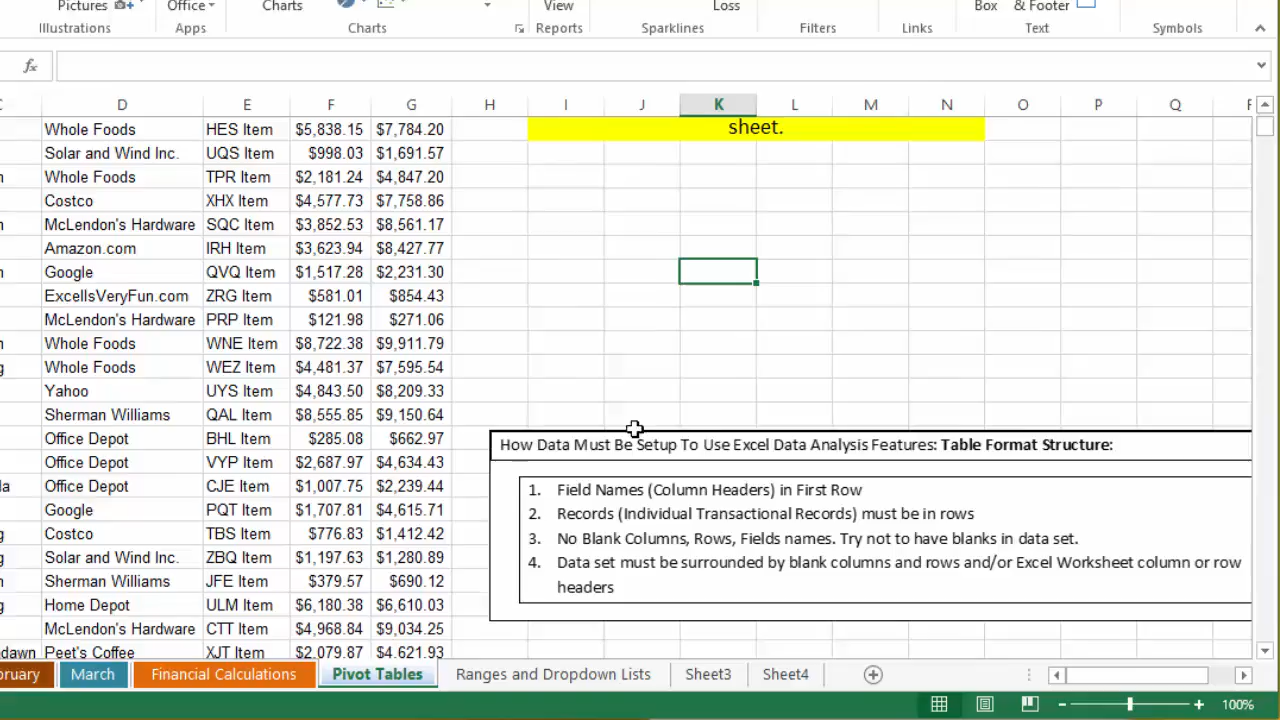 Pictures
Office
Charts
View
Loss
Box
& Footer
Illustrations
Apps
Charts
Reports
Sparklines
Filters
Links
Text
Symbols
fx
D E F G H I J K L M N O P Q
Whole Foods HES Item $5,838.15 $7,784.20
sheet.
Solar and Wind Inc. UQS Item $998.03 $1,691.57
Whole Foods TPR Item $2,181.24 $4,847.20
Costco XHX Item $4,577.73 $7,758.86
McLendon's Hardware SQC Item $3,852.53 $8,561.17
Amazon.com IRH Item $3,623.94 $8,427.77
Google QVQ Item $1,517.28 $2,231.30
ExcelIsVeryFun.com ZRG Item $581.01 $854.43
McLendon's Hardware PRP Item $121.98 $271.06
Whole Foods WNE Item $8,722.38 $9,911.79
Whole Foods WEZ Item $4,481.37 $7,595.54
Yahoo UYS Item $4,843.50 $8,209.33
Sherman Williams QAL Item $8,555.85 $9,150.64
Office Depot BHL Item $285.08 $662.97
Office Depot VYP Item $2,687.97 $4,634.43
Office Depot CJE Item $1,007.75 $2,239.44
Google PQT Item $1,707.81 $4,615.71
Costco TBS Item $776.83 $1,412.42
Solar and Wind Inc. ZBQ Item $1,197.63 $1,280.89
Sherman Williams JFE Item $379.57 $690.12
Home Depot ULM Item $6,180.38 $6,610.03
McLendon's Hardware CTT Item $4,968.84 $9,034.25
dawn Peet's Coffee XJT Item $2,079.87 $4,621.93
How Data Must Be Setup To Use Excel Data Analysis Features: Table Format Structure:
1. Field Names (Column Headers) in First Row
2. Records (Individual Transactional Records) must be in rows
3. No Blank Columns, Rows, Fields names. Try not to have blanks in data set.
4. Data set must be surrounded by blank columns and rows and/or Excel Worksheet column or row
headers
ruary March Financial Calculations Pivot Tables Ranges and Dropdown Lists Sheet3 Sheet4
100%